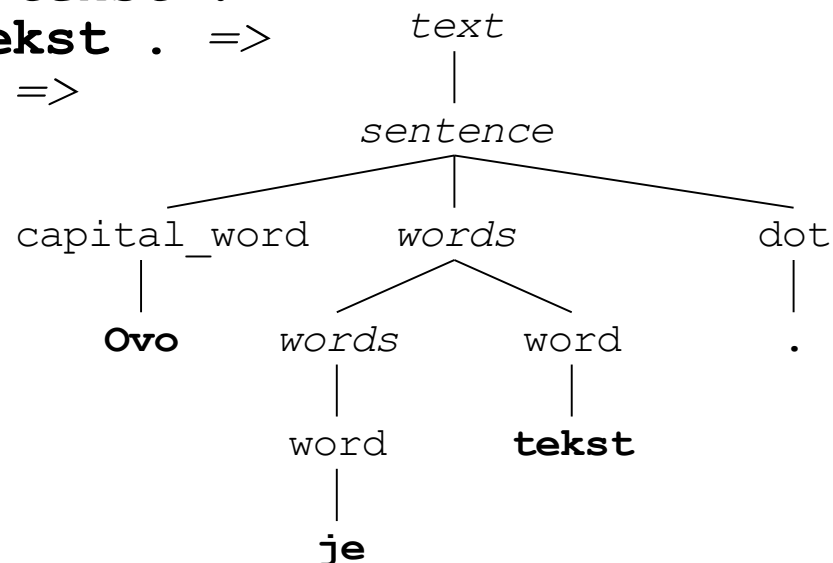 text
ekst . =>
=>
sentence
capital_word words dot
Ovo words word .
word tekst
je